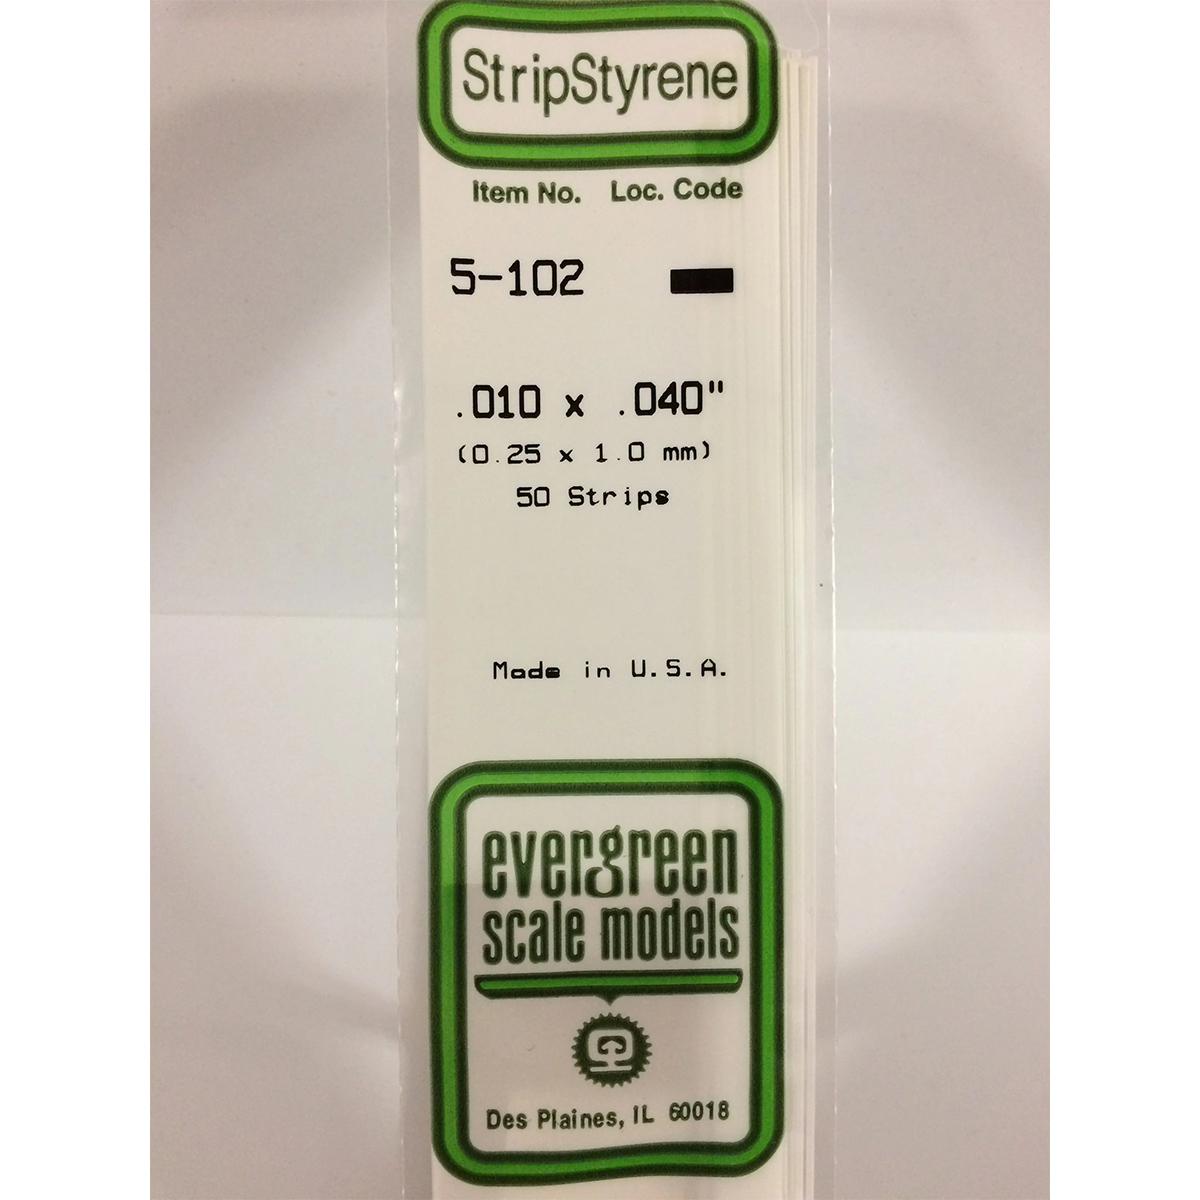 StripStyrene
Item No. Loc. Code
5-102
.010 x .040"
(0.25 x 1.0 mm)
50 Strips
Made in U.S.A.
evergreen
scale models
Des Plaines, IL 60018